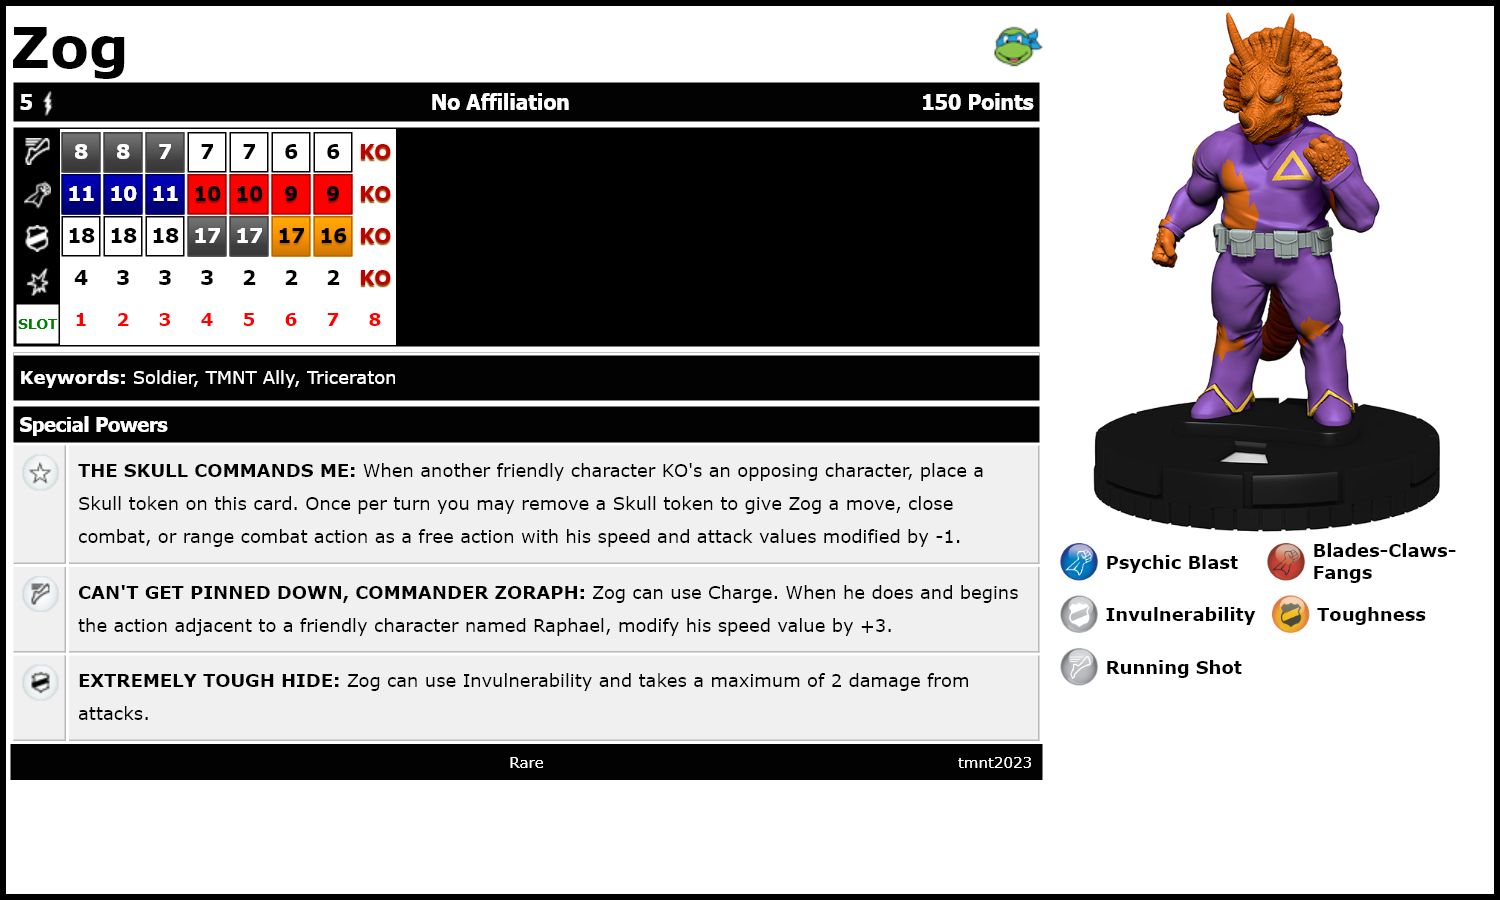 Zog
5 No Affiliation 150 Points
8 8 7 7 7 6 6 KO
11 10 11 10 10 9 9 KO
18 18 18 17 17 17 16 KO
4 3 3 3 2 2 2 KO
SLOT 1 2 3 4 5 6 7 8
Keywords: Soldier, TMNT Ally, Triceraton
Special Powers
THE SKULL COMMANDS ME: When another friendly character KO's an opposing character, place a
Skull token on this card. Once per turn you may remove a Skull token to give Zog a move, close
combat, or range combat action as a free action with his speed and attack values modified by -1.
CAN'T GET PINNED DOWN, COMMANDER ZORAPH: Zog can use Charge. When he does and begins
the action adjacent to a friendly character named Raphael, modify his speed value by +3.
EXTREMELY TOUGH HIDE: Zog can use Invulnerability and takes a maximum of 2 damage from
attacks.
Rare tmnt2023
Psychic Blast
Blades-Claws-
Fangs
Invulnerability
Toughness
Running Shot